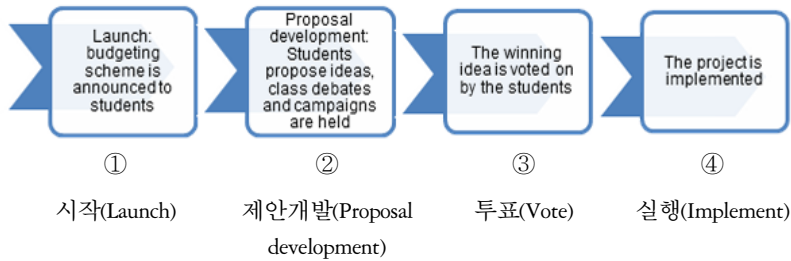 Launch:
budgeting
scheme is
announced to
students
Proposal
development:
Students
propose ideas,
class debates
and campaigns
are held
The winning
idea is voted on
by the students
The project is
implemented
①
②
③
④
시작(Launch)
제안개발(Proposal
development)
투표(Vote)
실행(Implement)